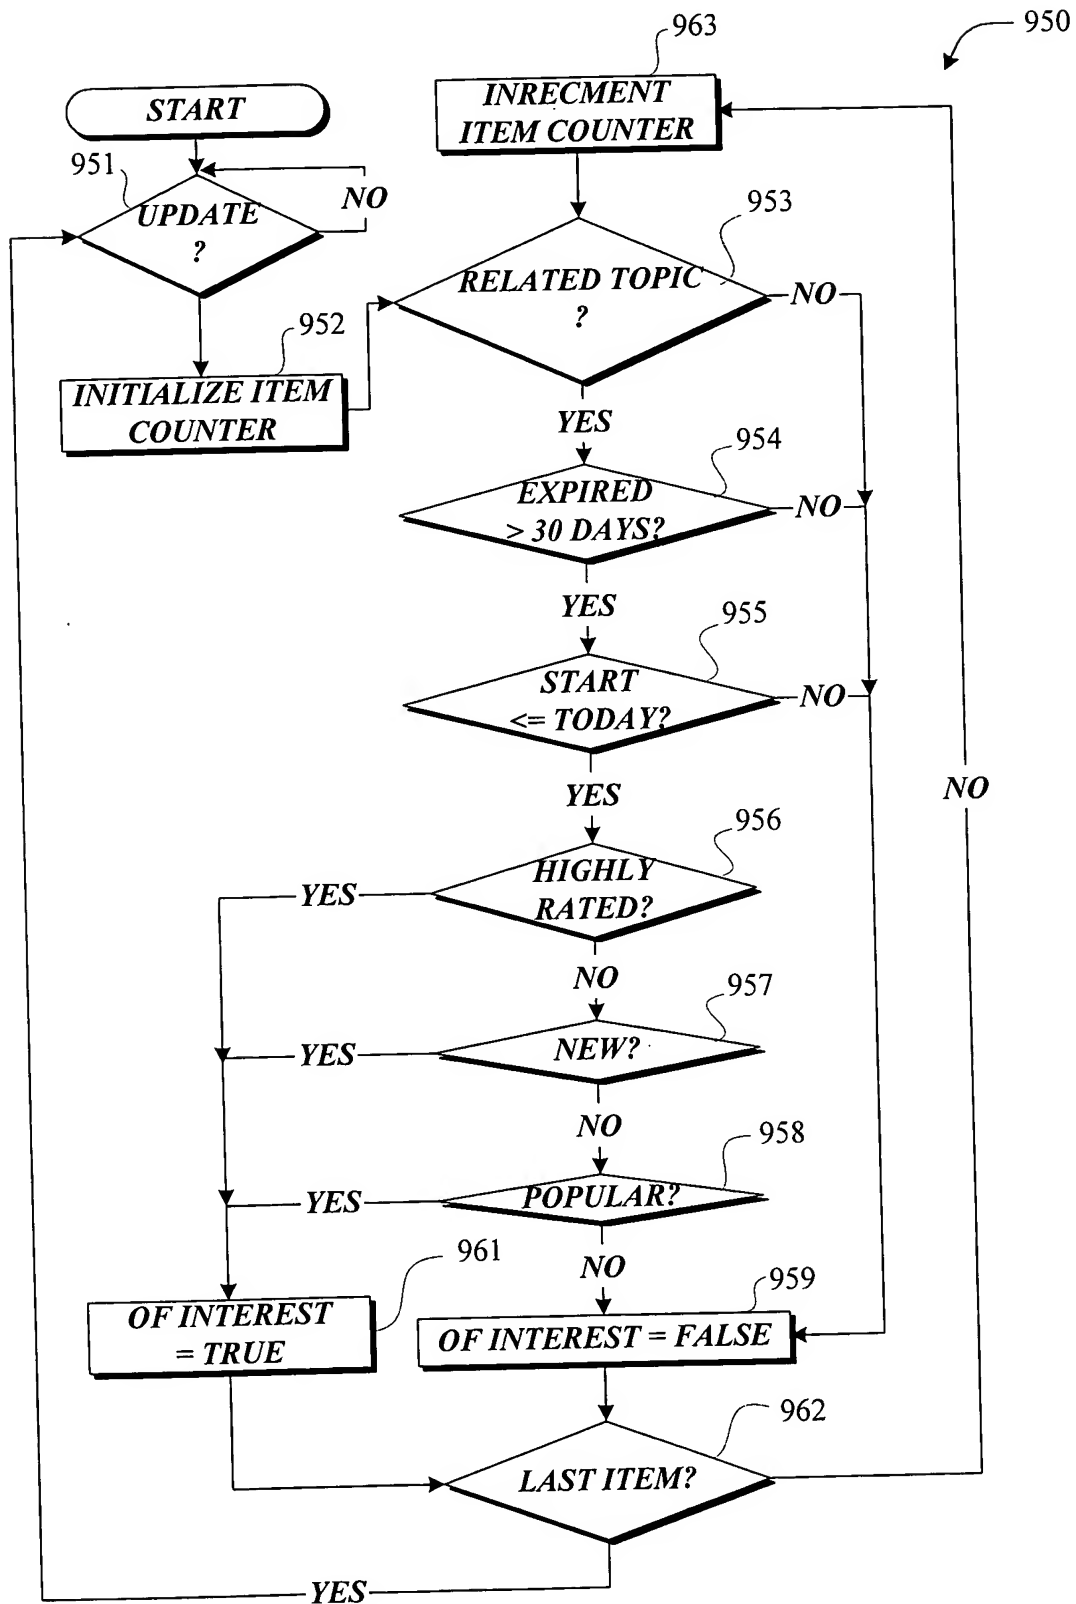 950
963
INRECMENT
ITEM COUNTER
START
951
NO
UPDATE
?
953
RELATED TOPIC
?
NO
952
INITIALIZE ITEM
COUNTER
YES
954
EXPIRED
> 30 DAYS?
NO
YES
955
START
<= TODAY?
NO
YES
NO
956
HIGHLY
RATED?
YES
NO
957
NEW?
YES
NO
958
POPULAR?
YES
NO
961
OF INTEREST
= TRUE
959
OF INTEREST = FALSE
962
LAST ITEM?
YES